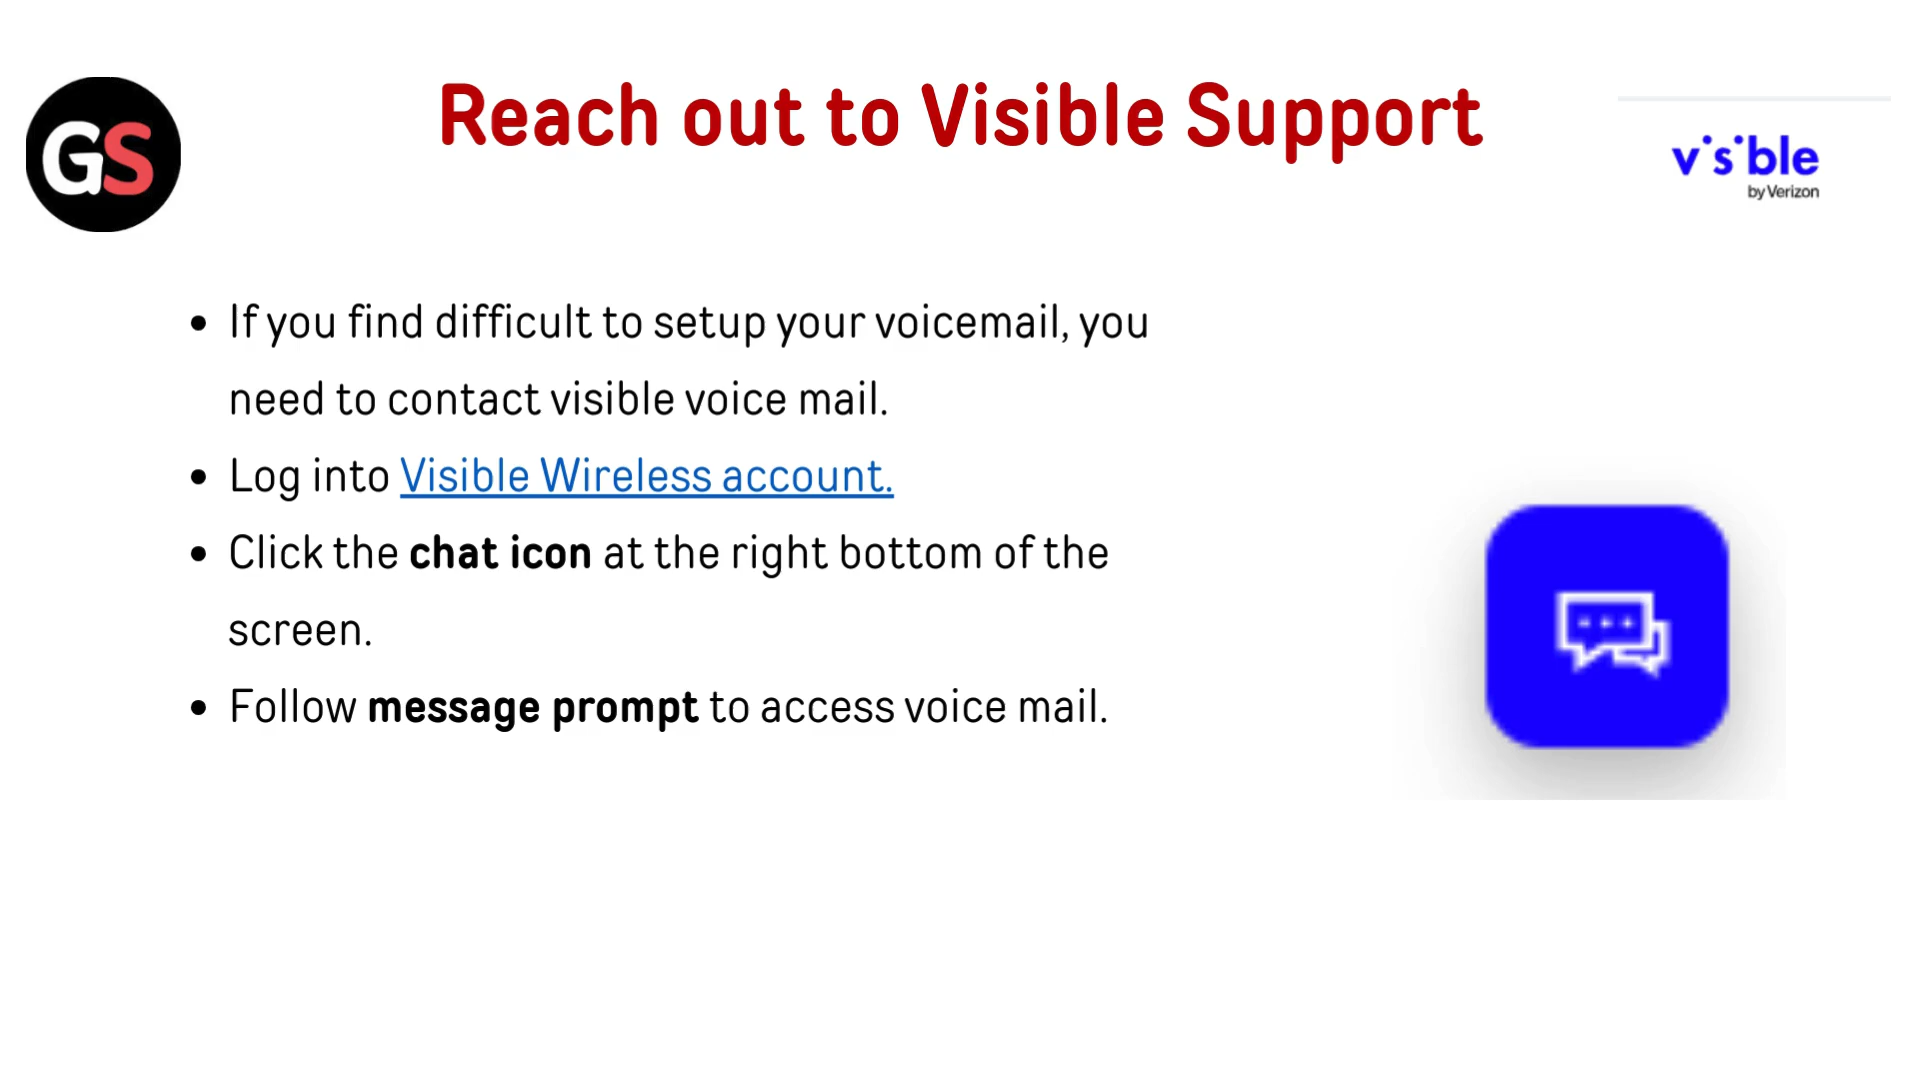 GS
Reach out to Visible Support
visible
by Verizon
• If you find difficult to setup your voicemail, you
need to contact visible voice mail.
• Log into Visible Wireless account.
• Click the chat icon at the right bottom of the
screen.
• Follow message prompt to access voice mail.